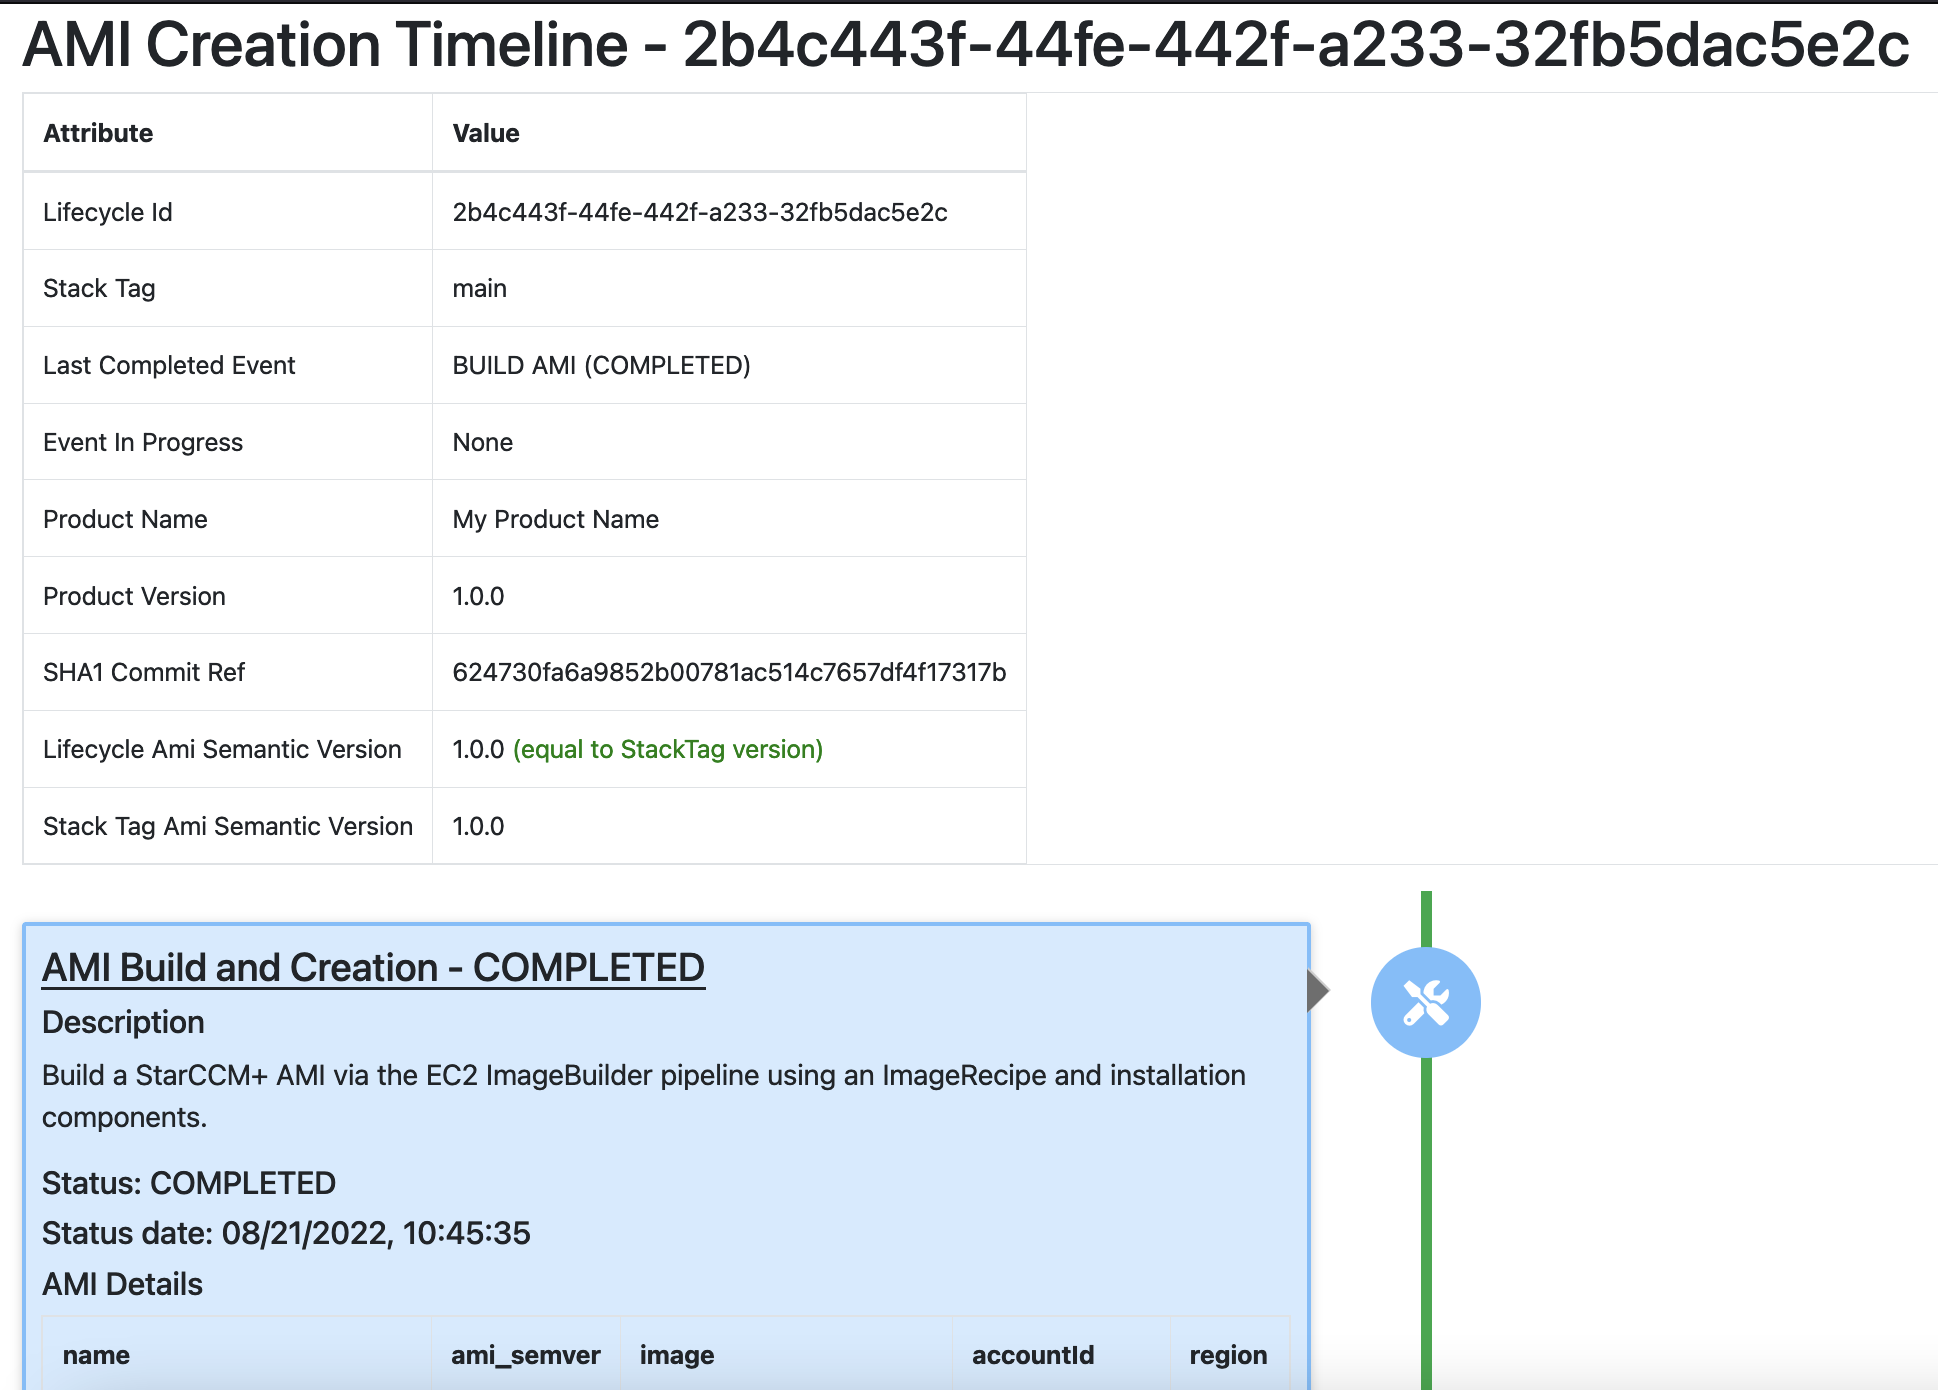 AMI Creation Timeline - 2b4c443f-44fe-442f-a233-32fb5dac5e2c
Attribute Value
Lifecycle Id 2b4c443f-44fe-442f-a233-32fb5dac5e2c
Stack Tag main
Last Completed Event BUILD AMI (COMPLETED)
Event In Progress None
Product Name My Product Name
Product Version 1.0.0
SHA1 Commit Ref 624730fa6a9852b00781ac514c7657df4f17317b
Lifecycle Ami Semantic Version 1.0.0 (equal to StackTag version)
Stack Tag Ami Semantic Version 1.0.0
AMI Build and Creation - COMPLETED
Description
Build a StarCCM+ AMI via the EC2 ImageBuilder pipeline using an ImageRecipe and installation
components.
Status: COMPLETED
Status date: 08/21/2022, 10:45:35
AMI Details
name ami_semver image accountId region